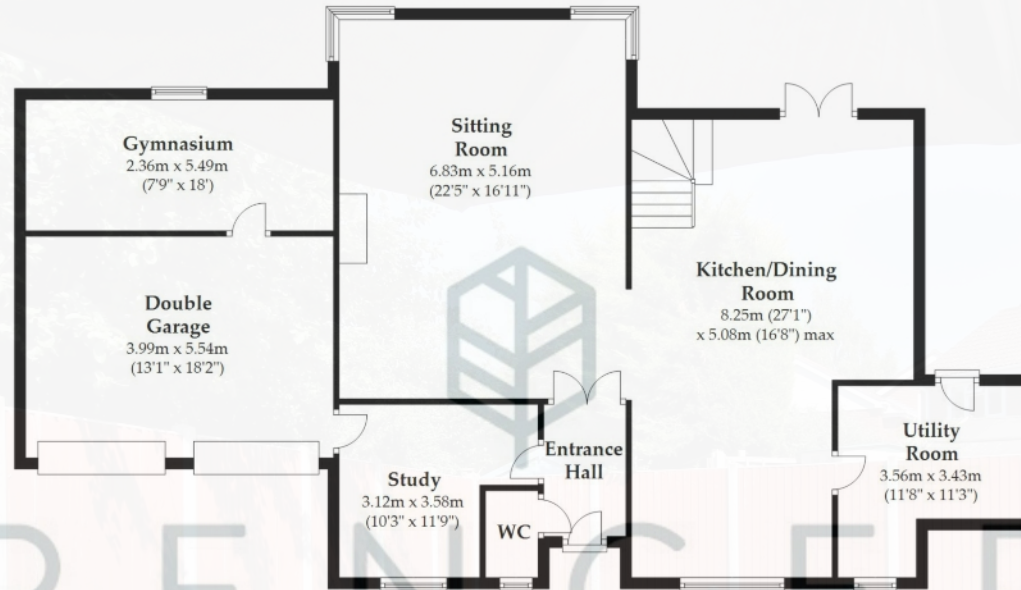 Gymnasium
2.36m x 5.49m
(7'9" x 18')
Sitting
Room
6.83m x 5.16m
(22'5" x 16'11")
Double
Garage
3.99m x 5.54m
(13'1" x 18'2")
Kitchen/Dining
Room
8.25m (27'1")
x 5.08m (16'8") max
Study
3.12m x 3.58m
(10'3" x 11'9")
Entrance
Hall
WC
Utility
Room
3.56m x 3.43m
(11'8" x 11'3")